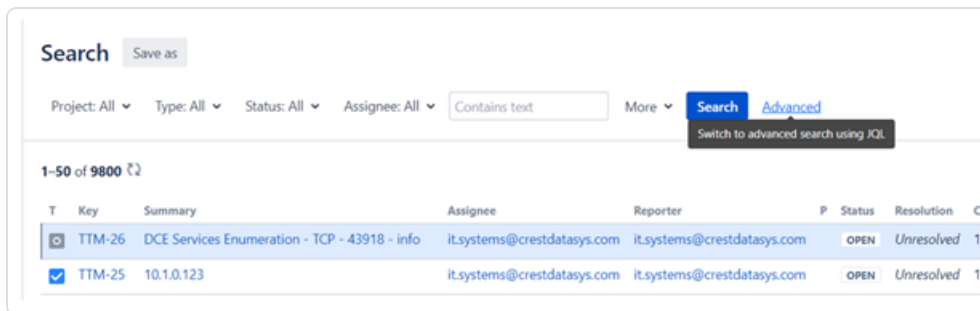 Search Save as
Project: All Type: All Status: All Assignee: All Contains text More Search Advanced
Switch to advanced search using JQL
1–50 of 9800
T Key Summary Assignee Reporter P Status Resolution C
TTM-26 DCE Services Enumeration - TCP - 43918 - info it.systems@crestdatasys.com it.systems@crestdatasys.com OPEN Unresolved 1
TTM-25 10.1.0.123 it.systems@crestdatasys.com it.systems@crestdatasys.com OPEN Unresolved 1